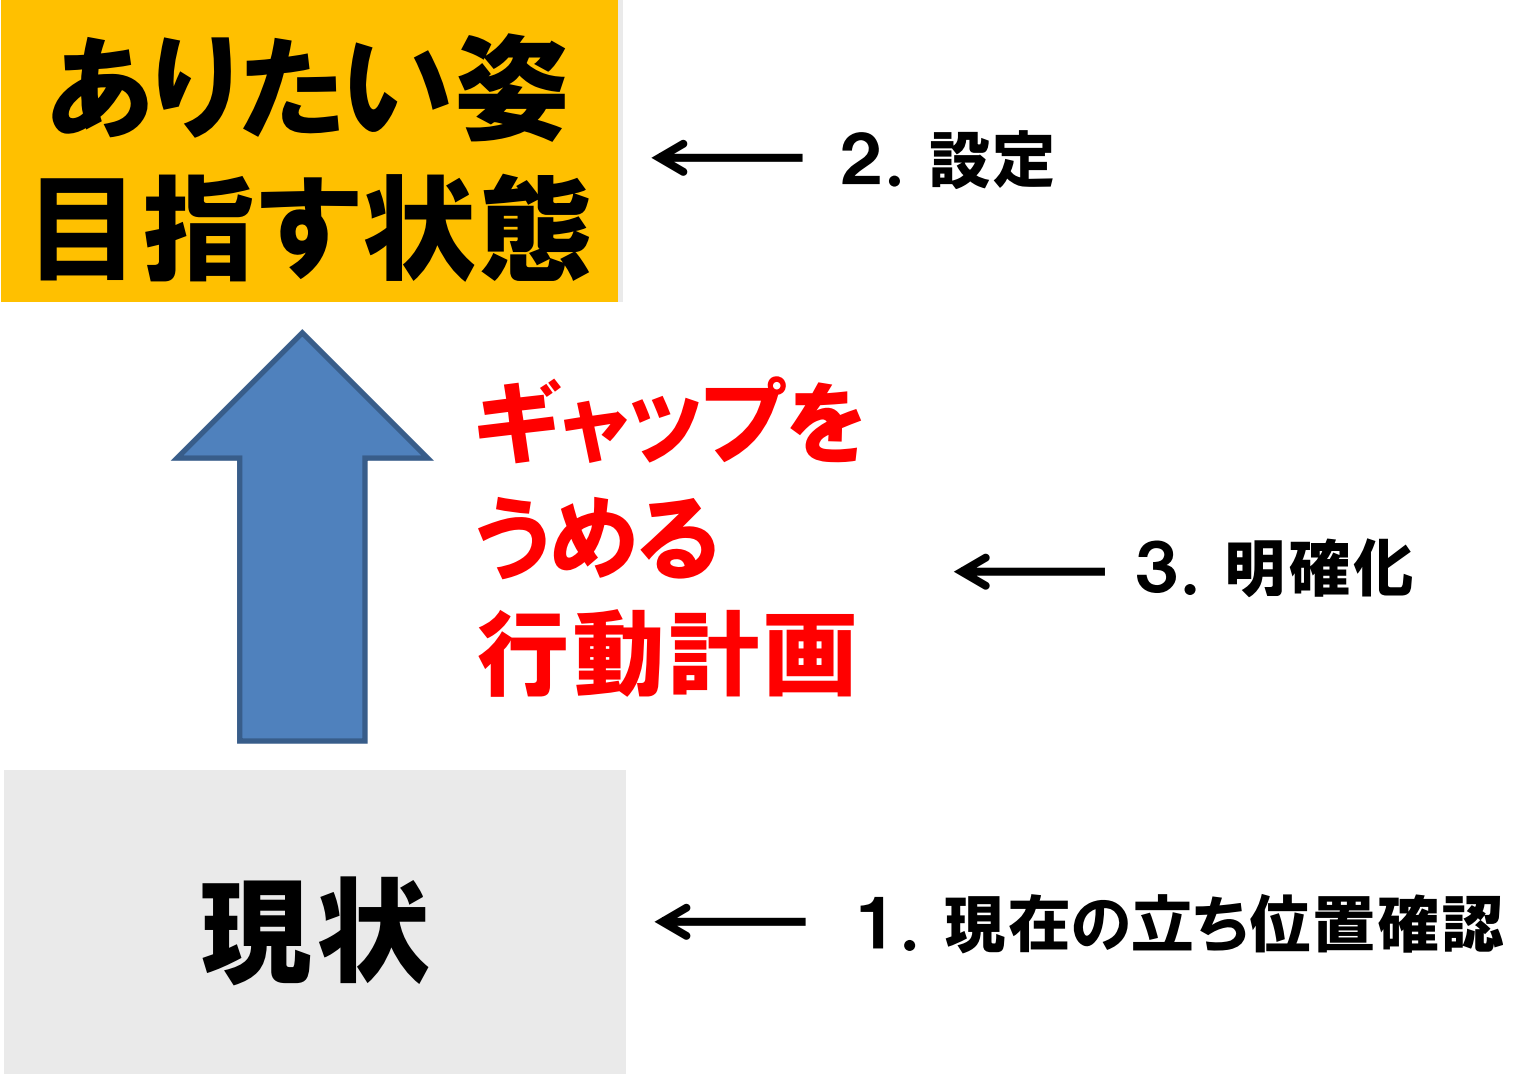 ありたい姿
目指す状態
2. 設定
ギャップを
うめる
行動計画
3. 明確化
現状
1. 現在の立ち位置確認